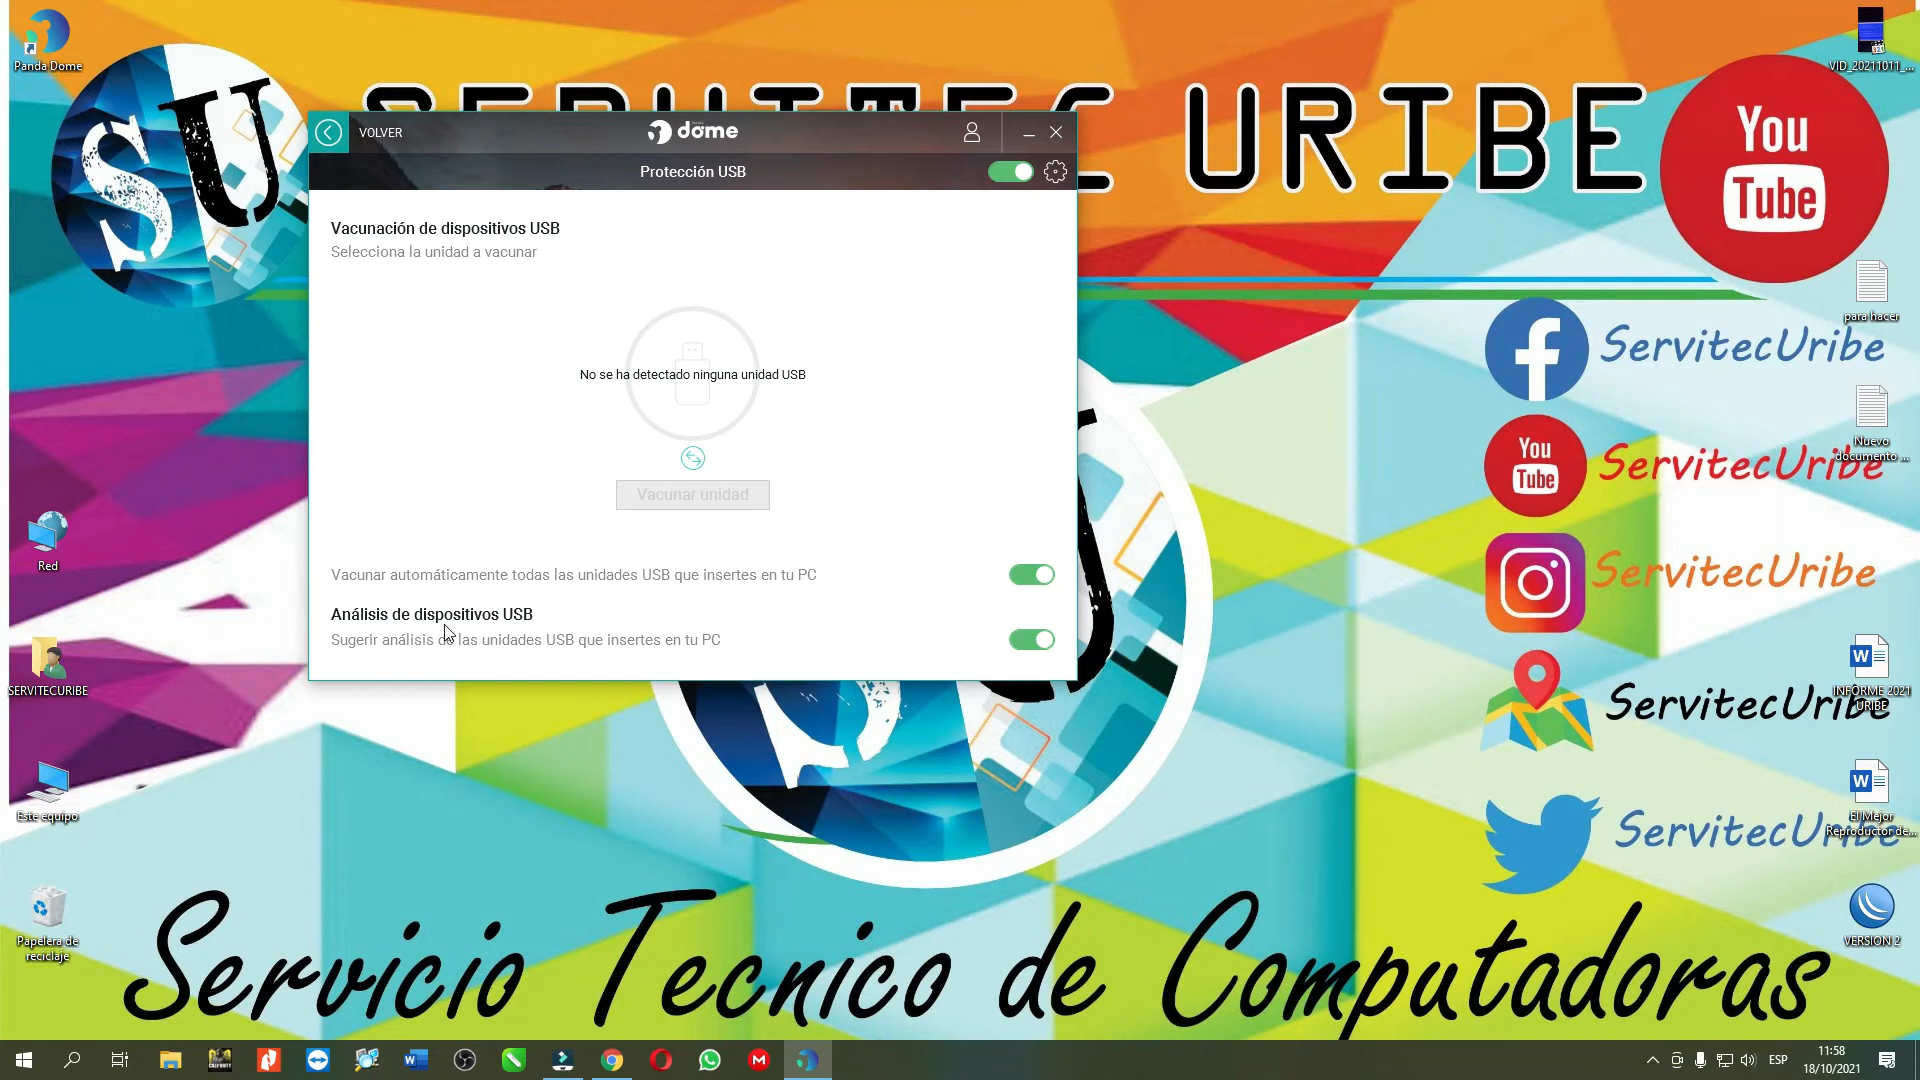 Panda Dome
SU
SERVITEC URIBE
You
Tube
VID_20211011_...
VOLVER
dome
Protección USB
Vacunación de dispositivos USB
Selecciona la unidad a vacunar
No se ha detectado ninguna unidad USB
Vacunar unidad
Vacunar automáticamente todas las unidades USB que insertes en tu PC
Análisis de dispositivos USB
Sugerir análisis de las unidades USB que insertes en tu PC
para hacer
ServitecUribe
Nuevo
documento ...
You
Tube
ServitecUribe
ServitecUribe
ServitecUribe
ServitecUribe
Red
SERVITECURIBE
Este equipo
Papelera de
reciclaje
INFORME 2021
URIBE
El Mejor
Reproductor de...
VERSION 2
Servicio Tecnico de Computadoras
ESP
11:58
18/10/2021